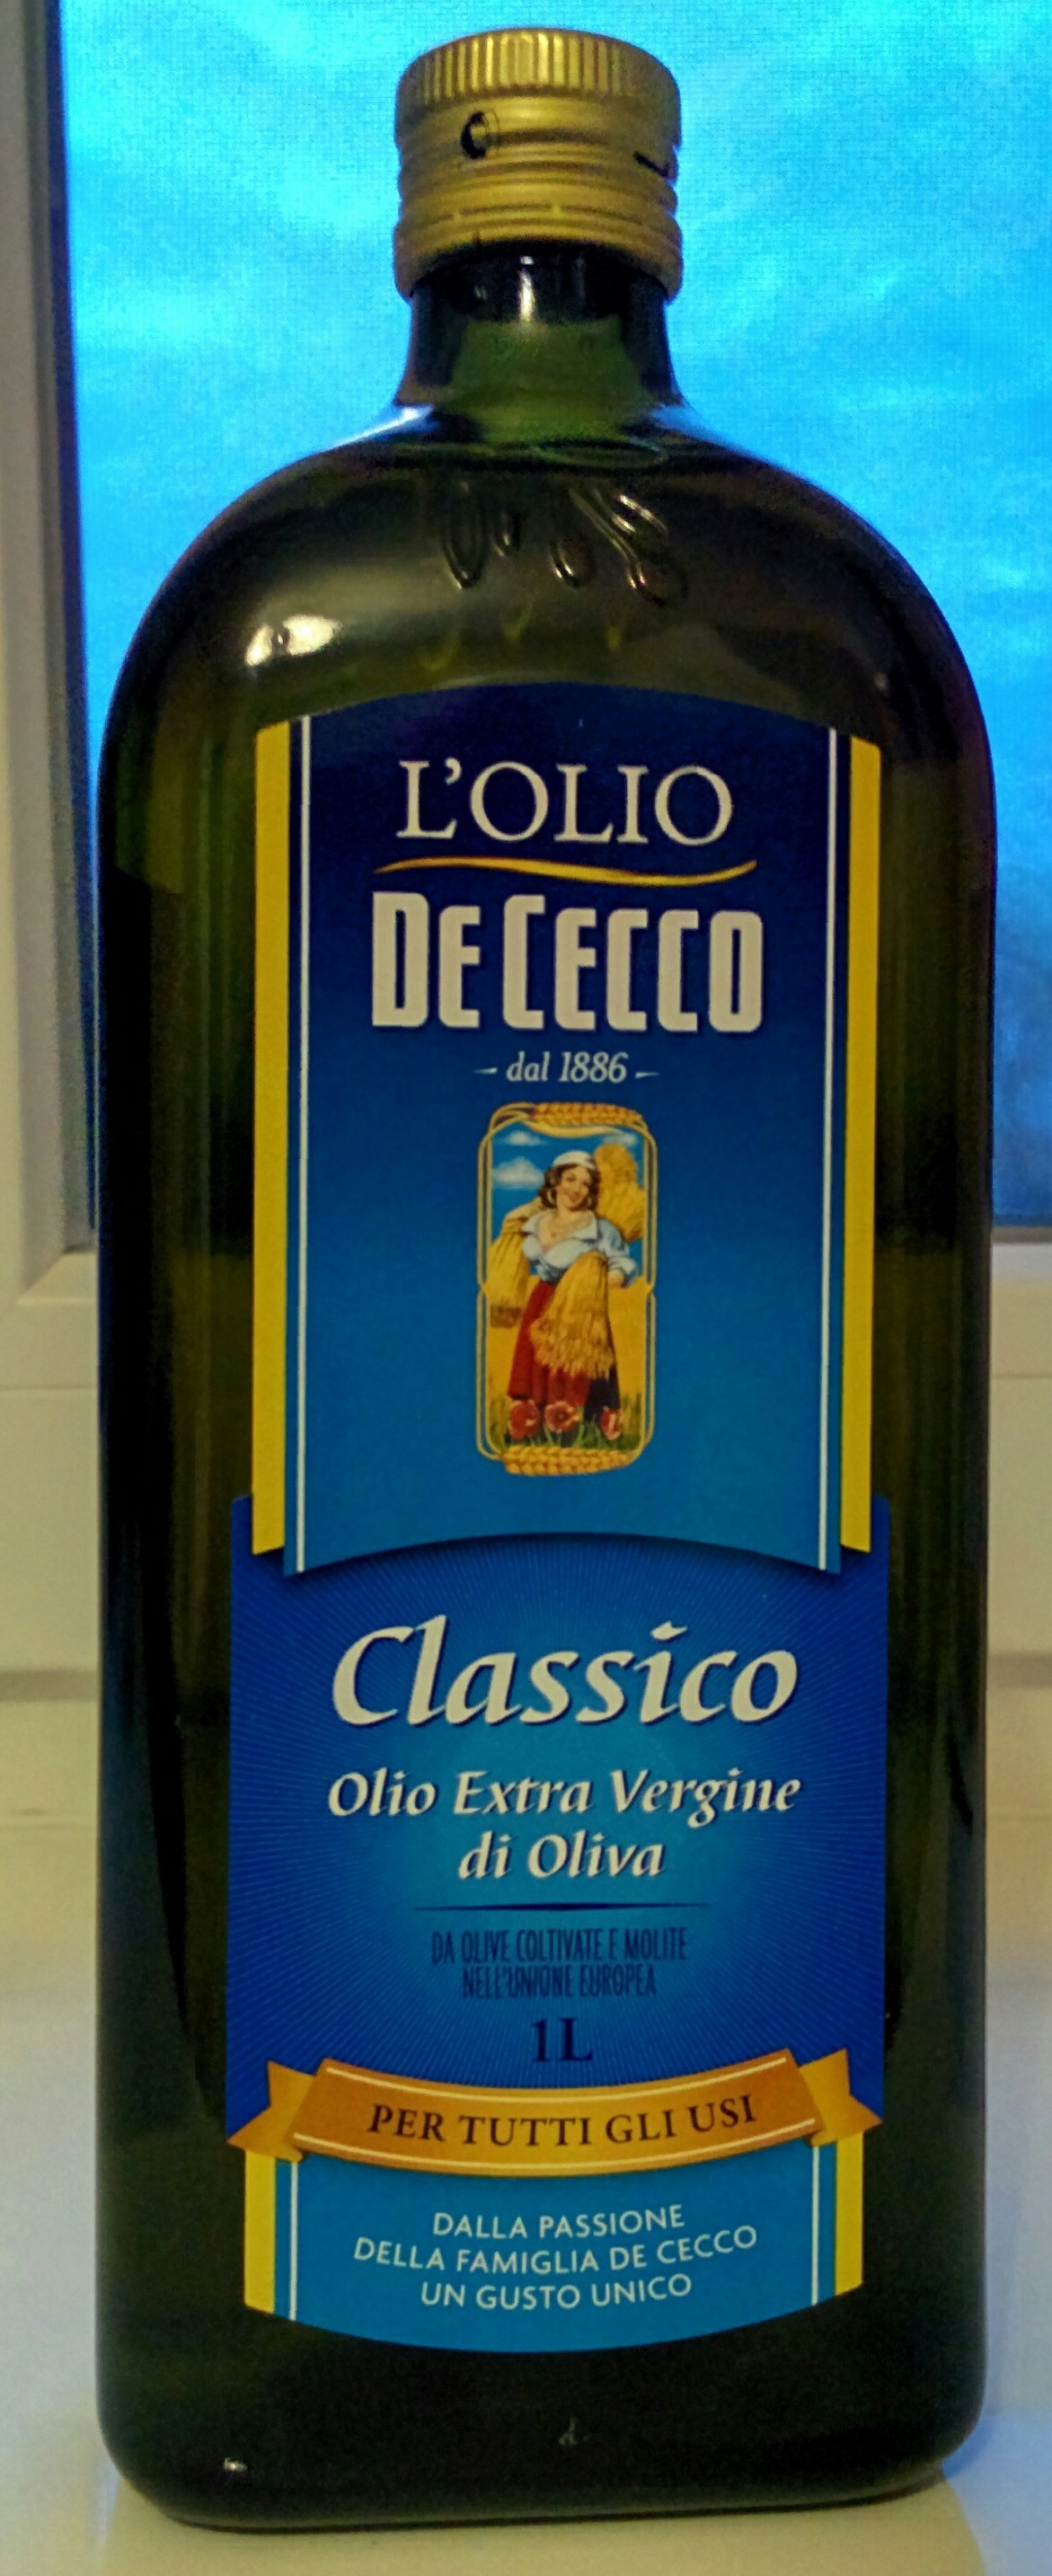 L'OLIO
DE CECCO
- dal 1886 -
Classico
Olio Extra Vergine
di Oliva
DA OLIVE COLTIVATE E MOLITE
NELL'UNIONE EUROPEA
1L
PER TUTTI GLI USI
DALLA PASSIONE
DELLA FAMIGLIA DE CECCO
UN GUSTO UNICO